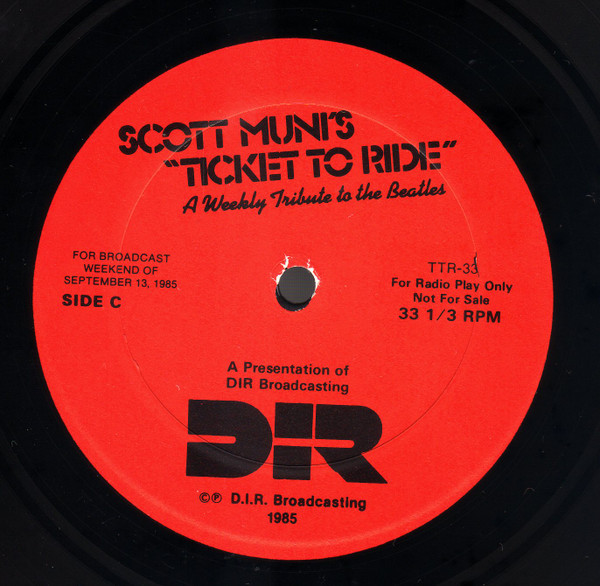 SCOTT MUNI'S
"TICKET TO RIDE"
A Weekly Tribute to the Beatles
FOR BROADCAST
WEEKEND OF
SEPTEMBER 13, 1985
SIDE C
TTR-33
For Radio Play Only
Not For Sale
33 1/3 RPM
A Presentation of
DIR Broadcasting
DIR
©℗ D.I.R. Broadcasting
1985